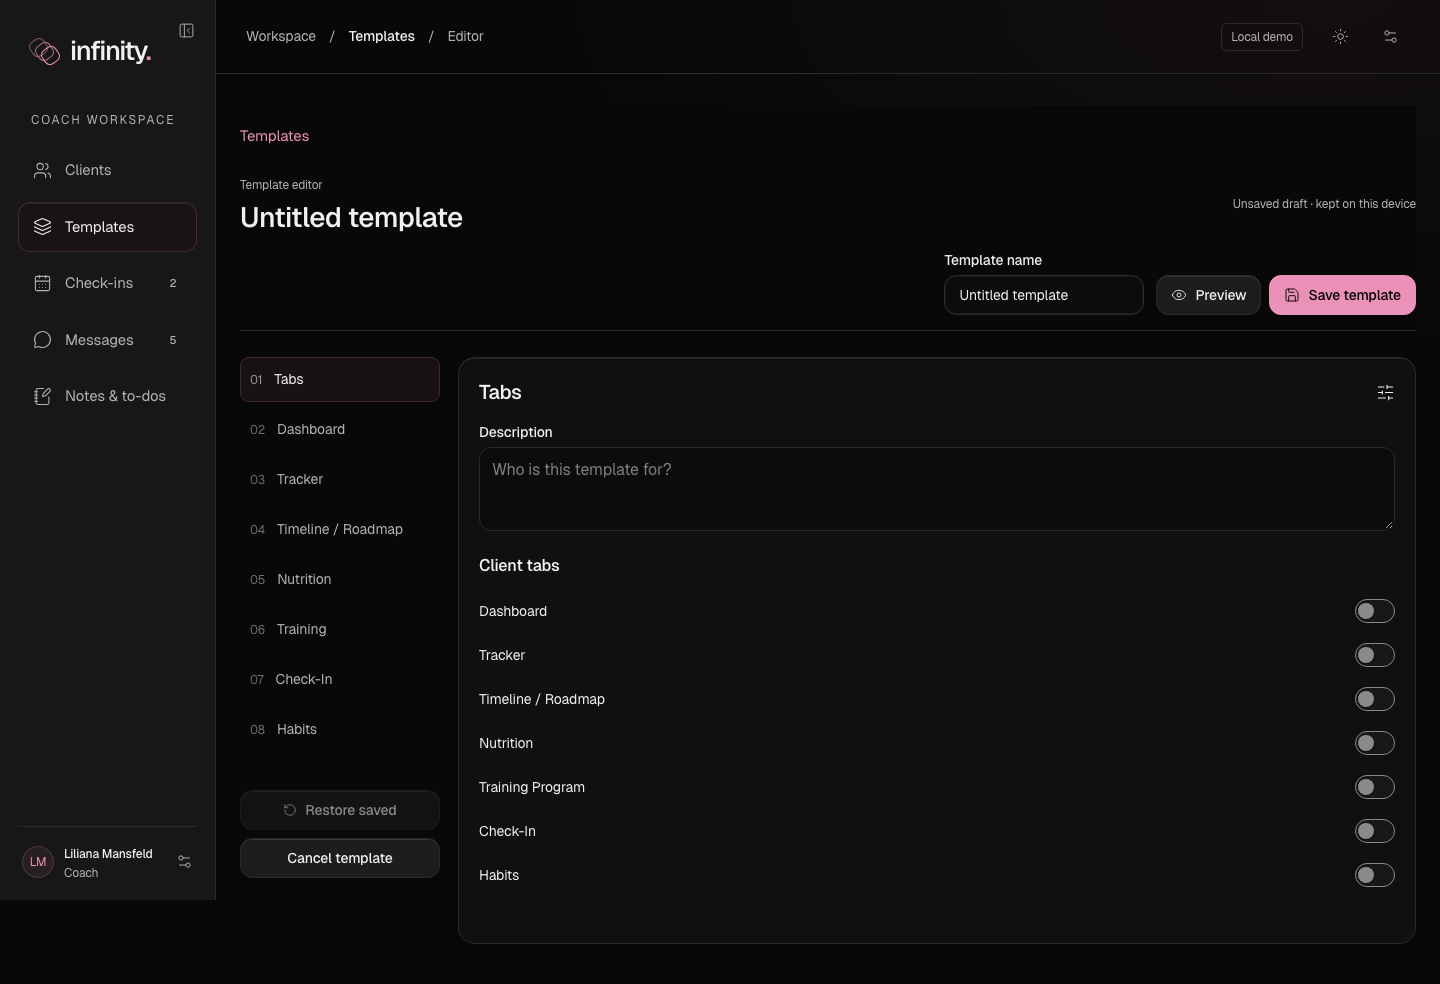 infinity.
COACH WORKSPACE
Clients
Templates
Check-ins 2
Messages 5
Notes & to-dos
LM
Liliana Mansfeld
Coach
Workspace / Templates / Editor
Local demo
Templates
Template editor
Untitled template
Unsaved draft · kept on this device
Template name
Untitled template
Preview
Save template
01 Tabs
02 Dashboard
03 Tracker
04 Timeline / Roadmap
05 Nutrition
06 Training
07 Check-In
08 Habits
Restore saved
Cancel template
Tabs
Description
Who is this template for?
Client tabs
Dashboard
Tracker
Timeline / Roadmap
Nutrition
Training Program
Check-In
Habits